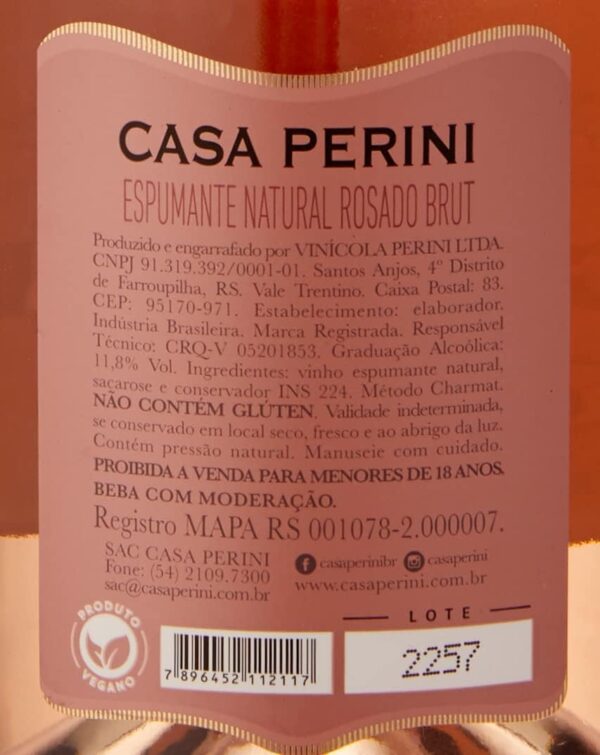 CASA PERINI
ESPUMANTE NATURAL ROSADO BRUT
Produzido e engarrafado por VINÍCOLA PERINI LTDA.
CNPJ 91.319.392/0001-01. Santos Anjos, 4º Distrito
de Farroupilha, RS. Vale Trentino. Caixa Postal: 83.
CEP: 95170-971. Estabelecimento: elaborador.
Indústria Brasileira. Marca Registrada. Responsável
Técnico: CRQ-V 05201853. Graduação Alcoólica:
11,8% Vol. Ingredientes: vinho espumante natural,
sacarose e conservador INS 224. Método Charmat.
NÃO CONTÉM GLÚTEN. Validade indeterminada,
se conservado em local seco, fresco e ao abrigo da luz.
Contém pressão natural. Manuseie com cuidado.
PROIBIDA A VENDA PARA MENORES DE 18 ANOS.
BEBA COM MODERAÇÃO.
Registro MAPA RS 001078-2.000007.
SAC CASA PERINI
Fone: (54) 2109.7300
sac@casaperini.com.br
casaperinibr casaperini
www.casaperini.com.br
PRODUTO
VEGANO
7 896452 112117
LOTE
2257